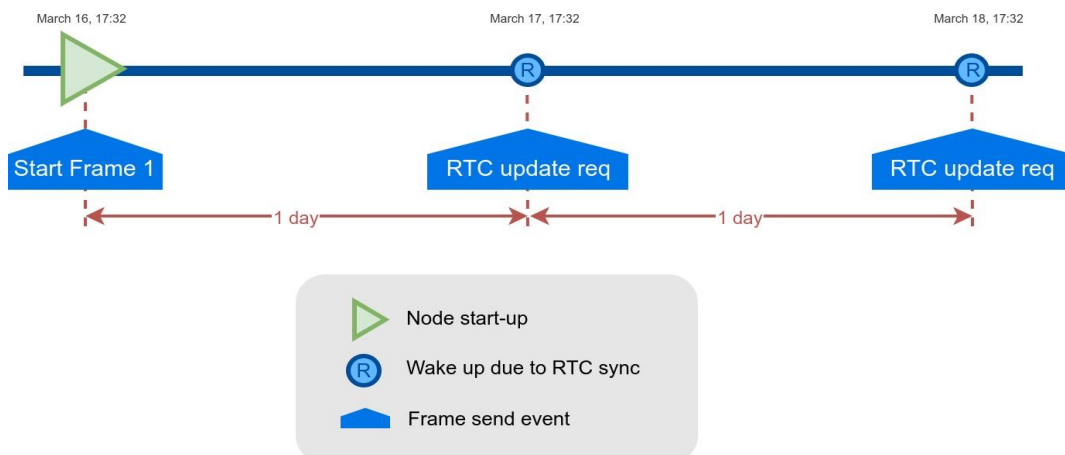 March 16, 17:32
March 17, 17:32
March 18, 17:32
R
R
Start Frame 1
RTC update req
RTC update req
1 day
1 day
Node start-up
R
Wake up due to RTC sync
Frame send event